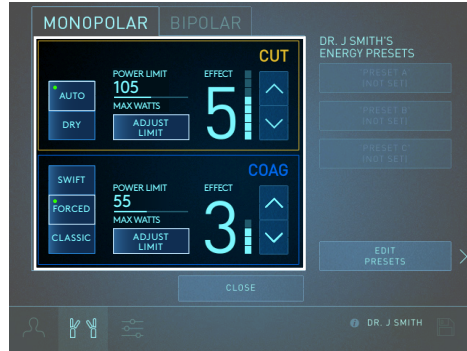 MONOPOLAR
BIPOLAR
CUT
AUTO
DRY
POWER LIMIT
105
MAX WATTS
ADJUST
LIMIT
EFFECT
5
COAG
SWIFT
FORCED
CLASSIC
POWER LIMIT
55
MAX WATTS
ADJUST
LIMIT
EFFECT
3
DR. J SMITH'S
ENERGY PRESETS
'PRESET A'
(NOT SET)
'PRESET B'
(NOT SET)
'PRESET C'
(NOT SET)
EDIT
PRESETS
CLOSE
DR. J SMITH